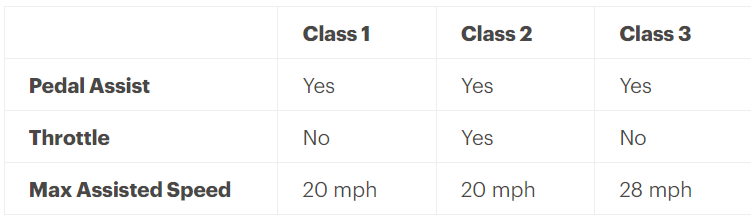 Class 1 Class 2 Class 3
Pedal Assist Yes Yes Yes
Throttle No Yes No
Max Assisted Speed 20 mph 20 mph 28 mph